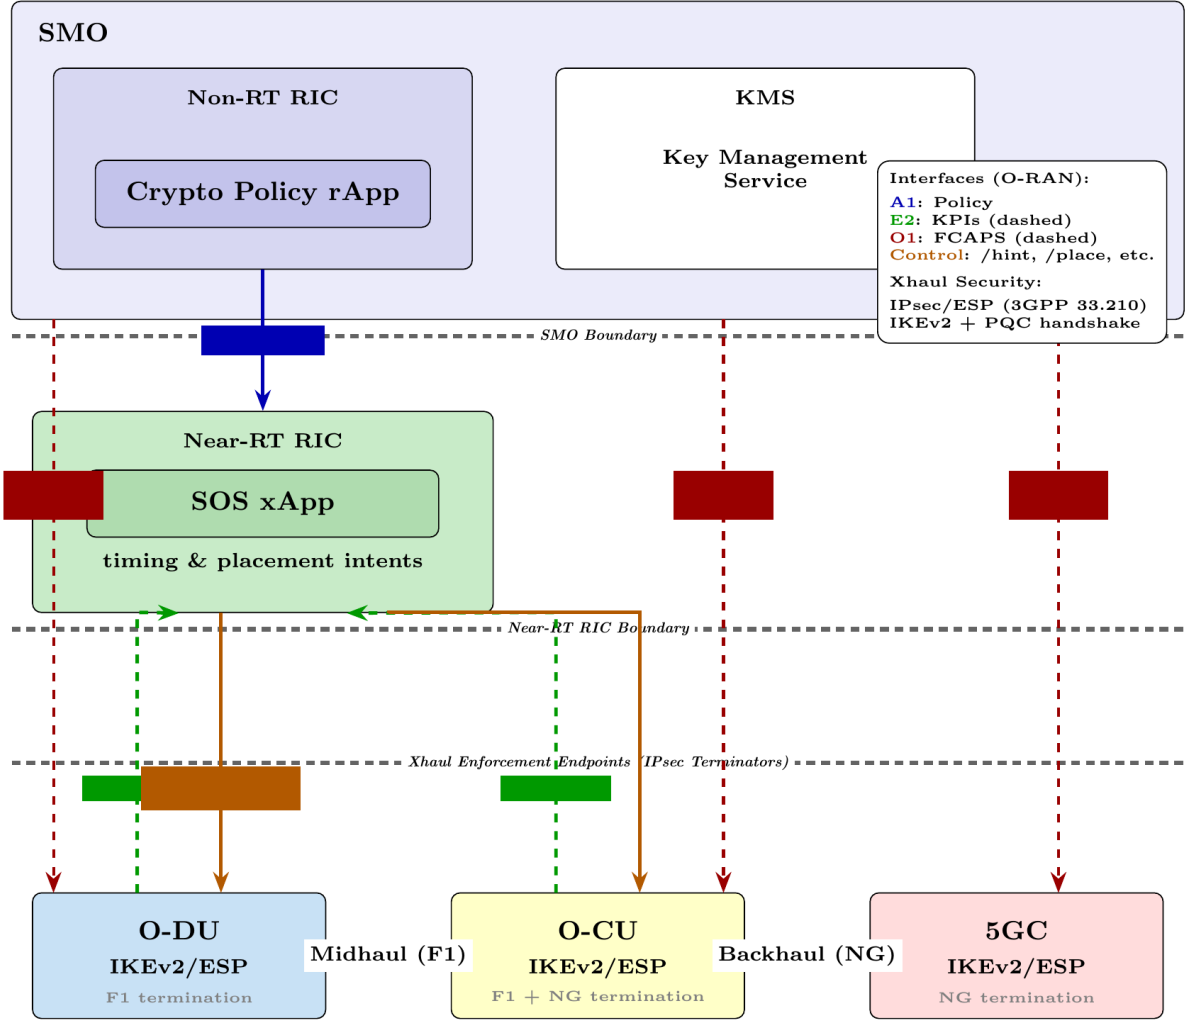 SMO
Non-RT RIC
Crypto Policy rApp
KMS
Key Management
Service
Interfaces (O-RAN):
A1: Policy
E2: KPIs (dashed)
O1: FCAPS (dashed)
Control: /hint, /place, etc.
Xhaul Security:
IPsec/ESP (3GPP 33.210)
IKEv2 + PQC handshake
SMO Boundary
Near-RT RIC
SOS xApp
timing & placement intents
Near-RT RIC Boundary
Xhaul Enforcement Endpoints (IPsec Terminators)
O-DU
IKEv2/ESP
F1 termination
Midhaul (F1)
O-CU
IKEv2/ESP
F1 + NG termination
Backhaul (NG)
5GC
IKEv2/ESP
NG termination